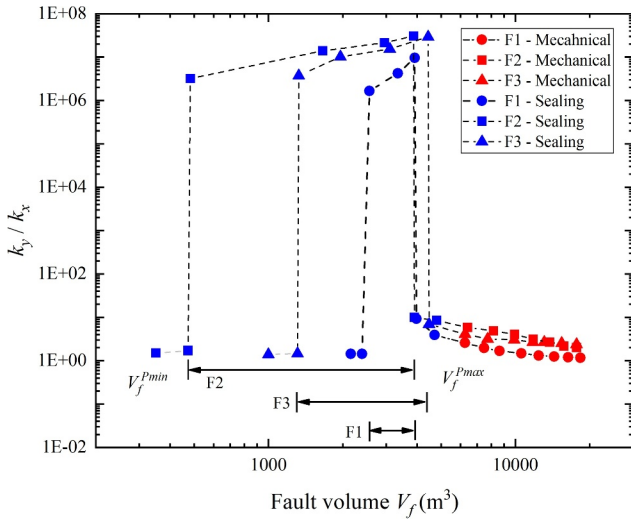 1E+08
1E+06
1E+04
1E+02
1E+00
1E-02
k_y / k_x
F1 - Mecahnical
F2 - Mechanical
F3 - Mechanical
F1 - Sealing
F2 - Sealing
F3 - Sealing
V_f^{Pmin}
F2
V_f^{Pmax}
F3
F1
1000
10000
Fault volume V_f (m³)